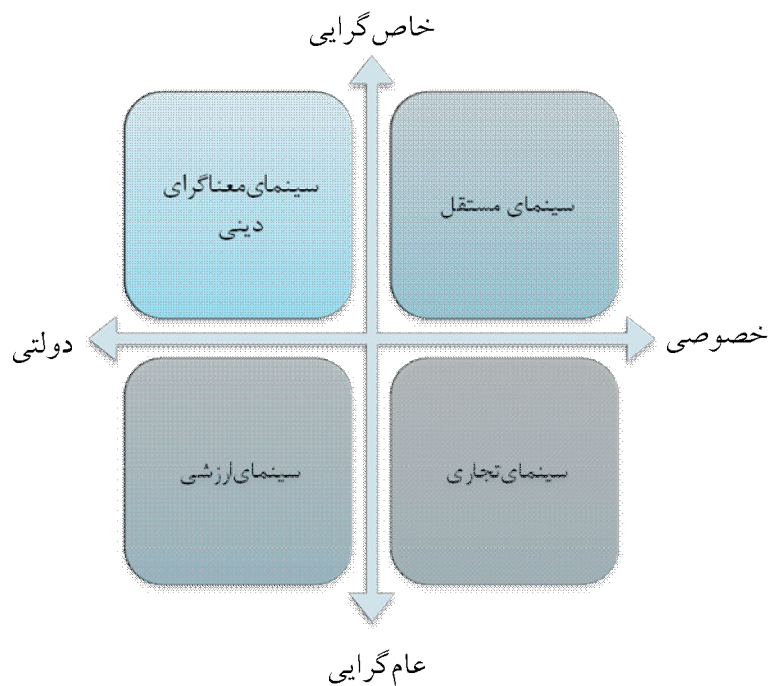 خاص‌گرایی
سینمای مستقل
سینمای‌معناگرای
دینی
خصوصی
دولتی
سینمای‌تجاری
سینمای‌ارزشی
عام‌گرایی